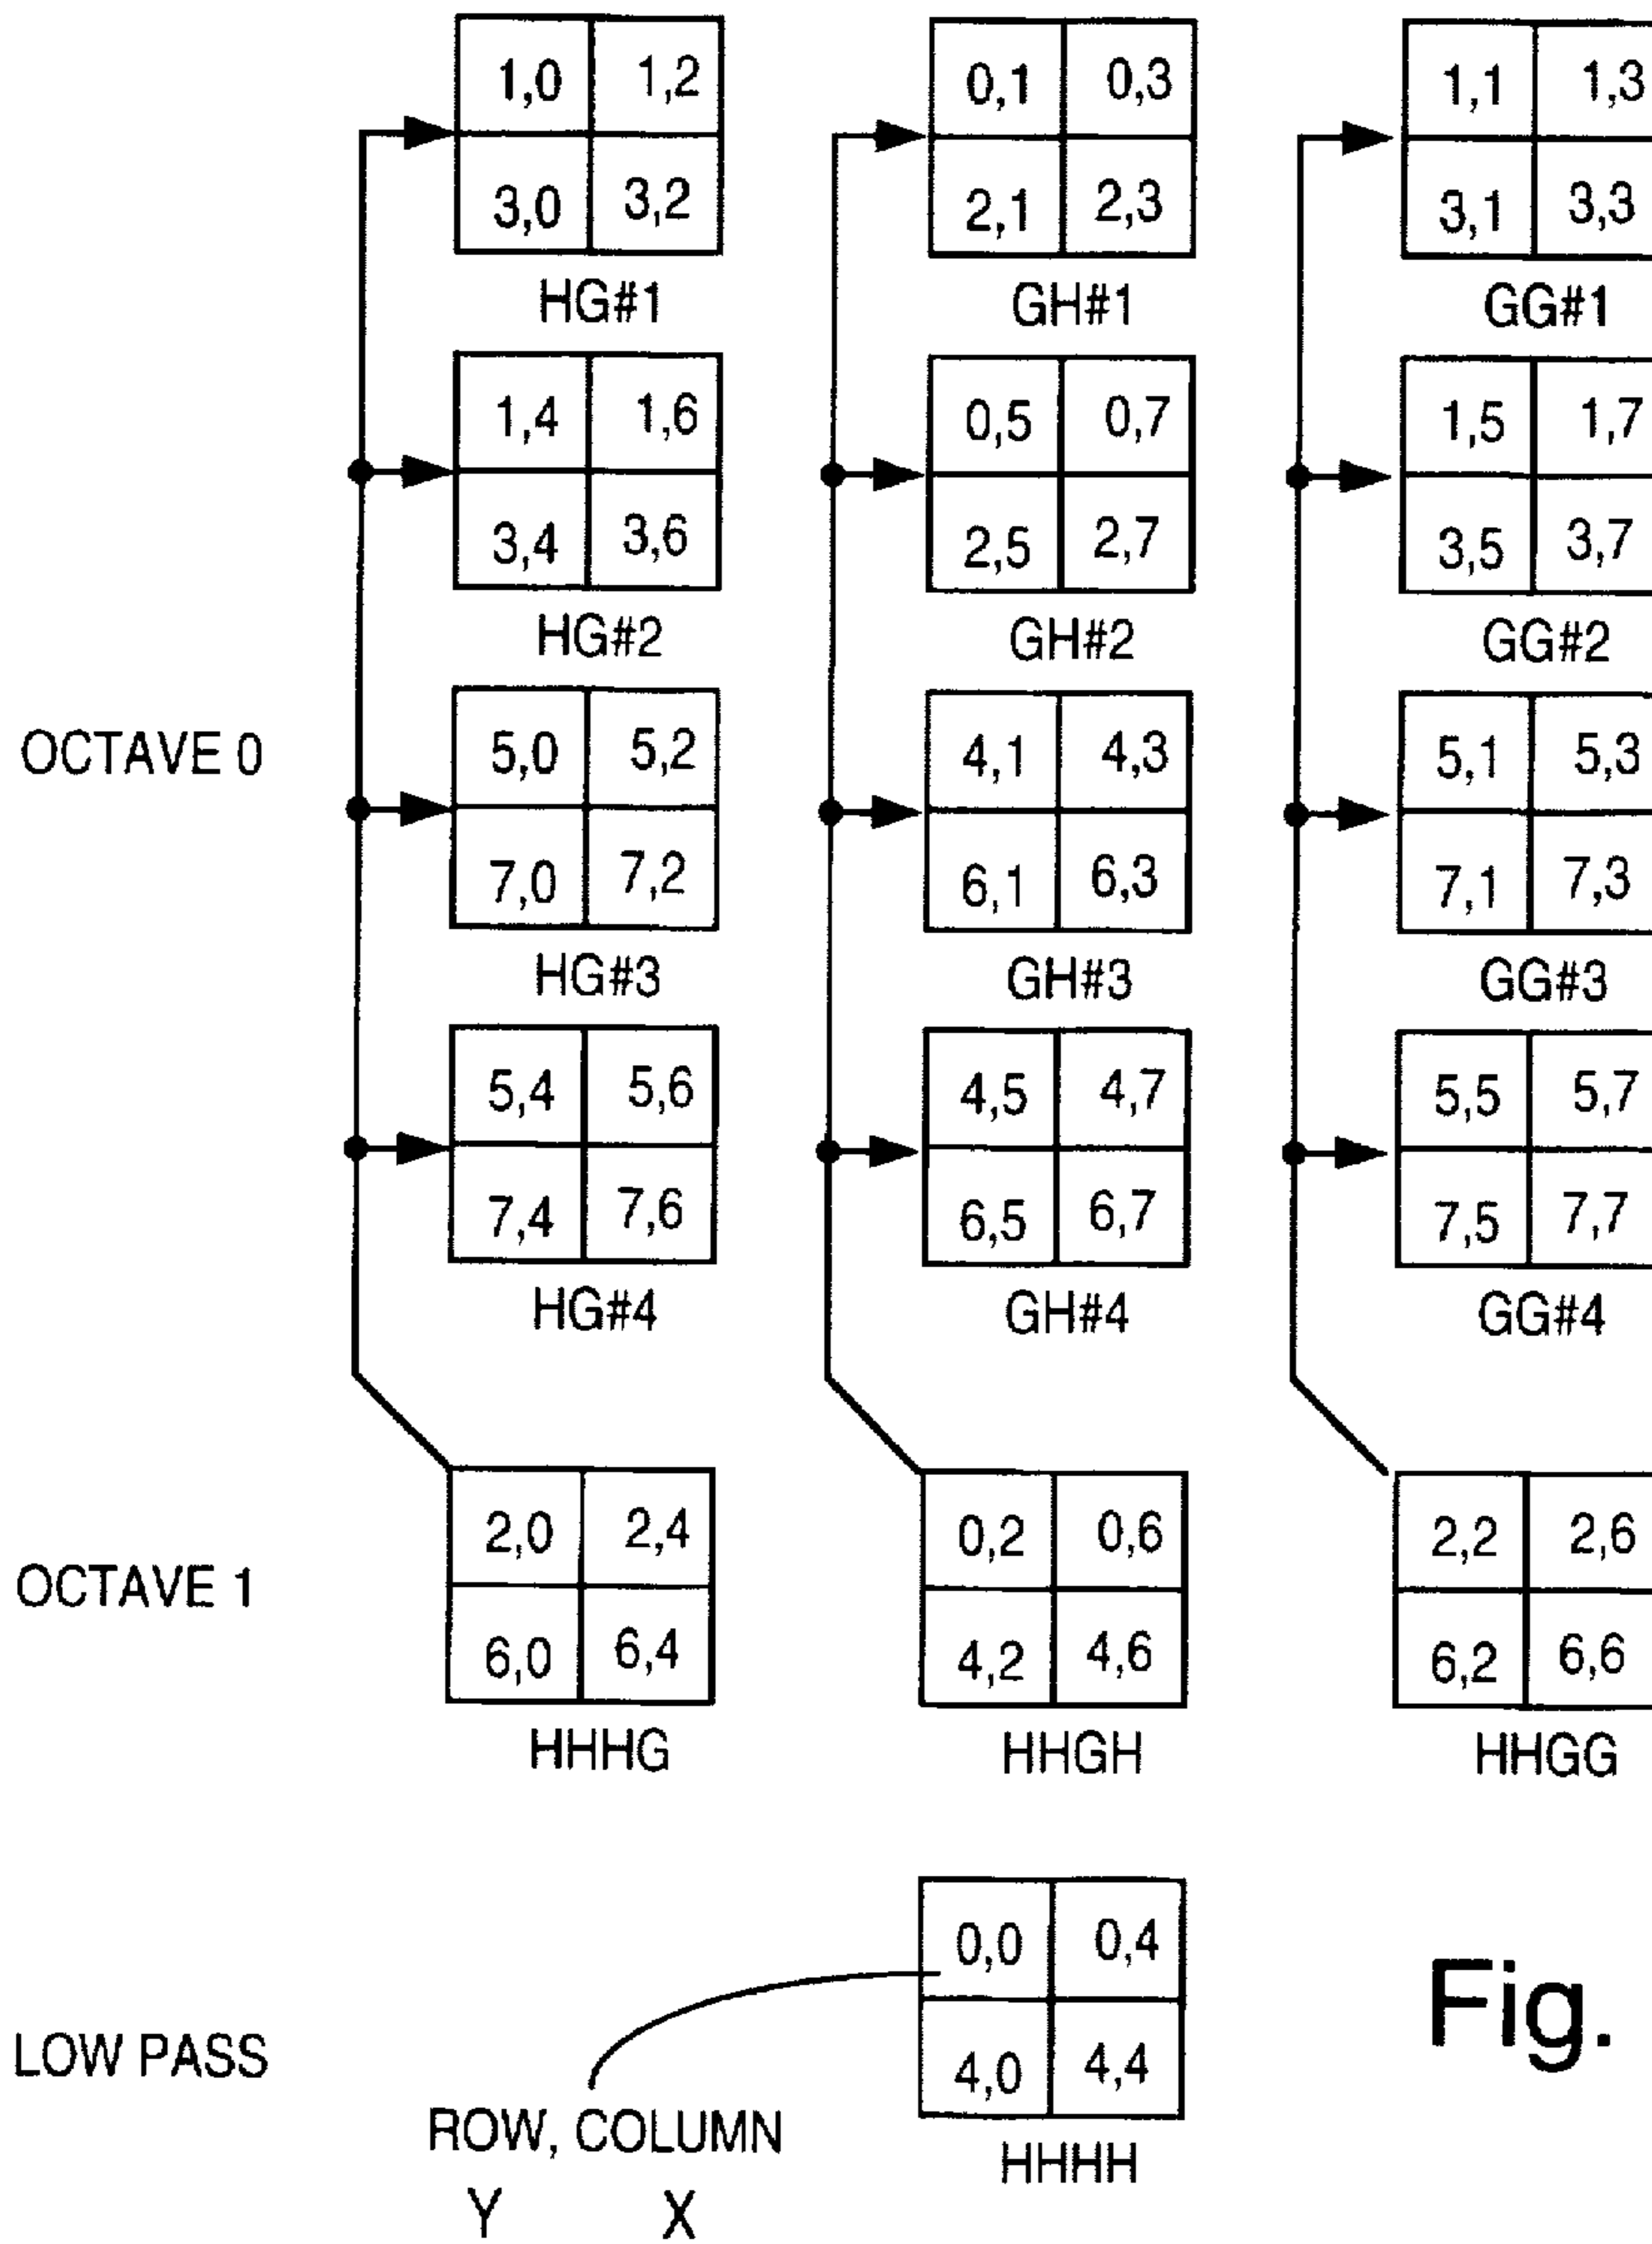 1,0 1,2 0,1 0,3 1,1 1,3
3,0 3,2 2,1 2,3 3,1 3,3
HG#1 GH#1 GG#1
1,4 1,6 0,5 0,7 1,5 1,7
3,4 3,6 2,5 2,7 3,5 3,7
HG#2 GH#2 GG#2
OCTAVE 0 5,0 5,2 4,1 4,3 5,1 5,3
7,0 7,2 6,1 6,3 7,1 7,3
HG#3 GH#3 GG#3
5,4 5,6 4,5 4,7 5,5 5,7
7,4 7,6 6,5 6,7 7,5 7,7
HG#4 GH#4 GG#4
2,0 2,4 0,2 0,6 2,2 2,6
OCTAVE 1
6,0 6,4 4,2 4,6 6,2 6,6
HHHG HHGH HHGG
0,0 0,4
Fig.
LOW PASS 4,0 4,4
ROW, COLUMN
HHHH
Y X